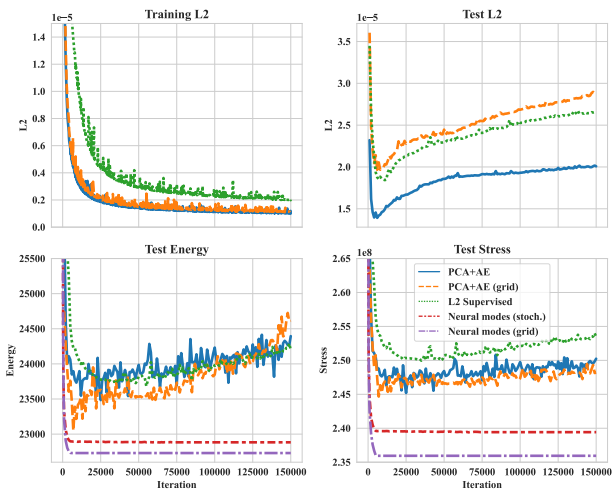 Training L2
Test L2
1e−5
1e−5
1.4
1.2
1.0
0.8
0.6
0.4
0.2
0.0
L2
3.5
3.0
2.5
2.0
1.5
L2
Test Energy
Test Stress
1e8
25500
25000
24500
24000
23500
23000
Energy
0
25000
50000
75000
100000
125000
150000
Iteration
2.65
2.60
2.55
2.50
2.45
2.40
2.35
Stress
PCA+AE
PCA+AE (grid)
L2 Supervised
Neural modes (stoch.)
Neural modes (grid)
0
25000
50000
75000
100000
125000
150000
Iteration